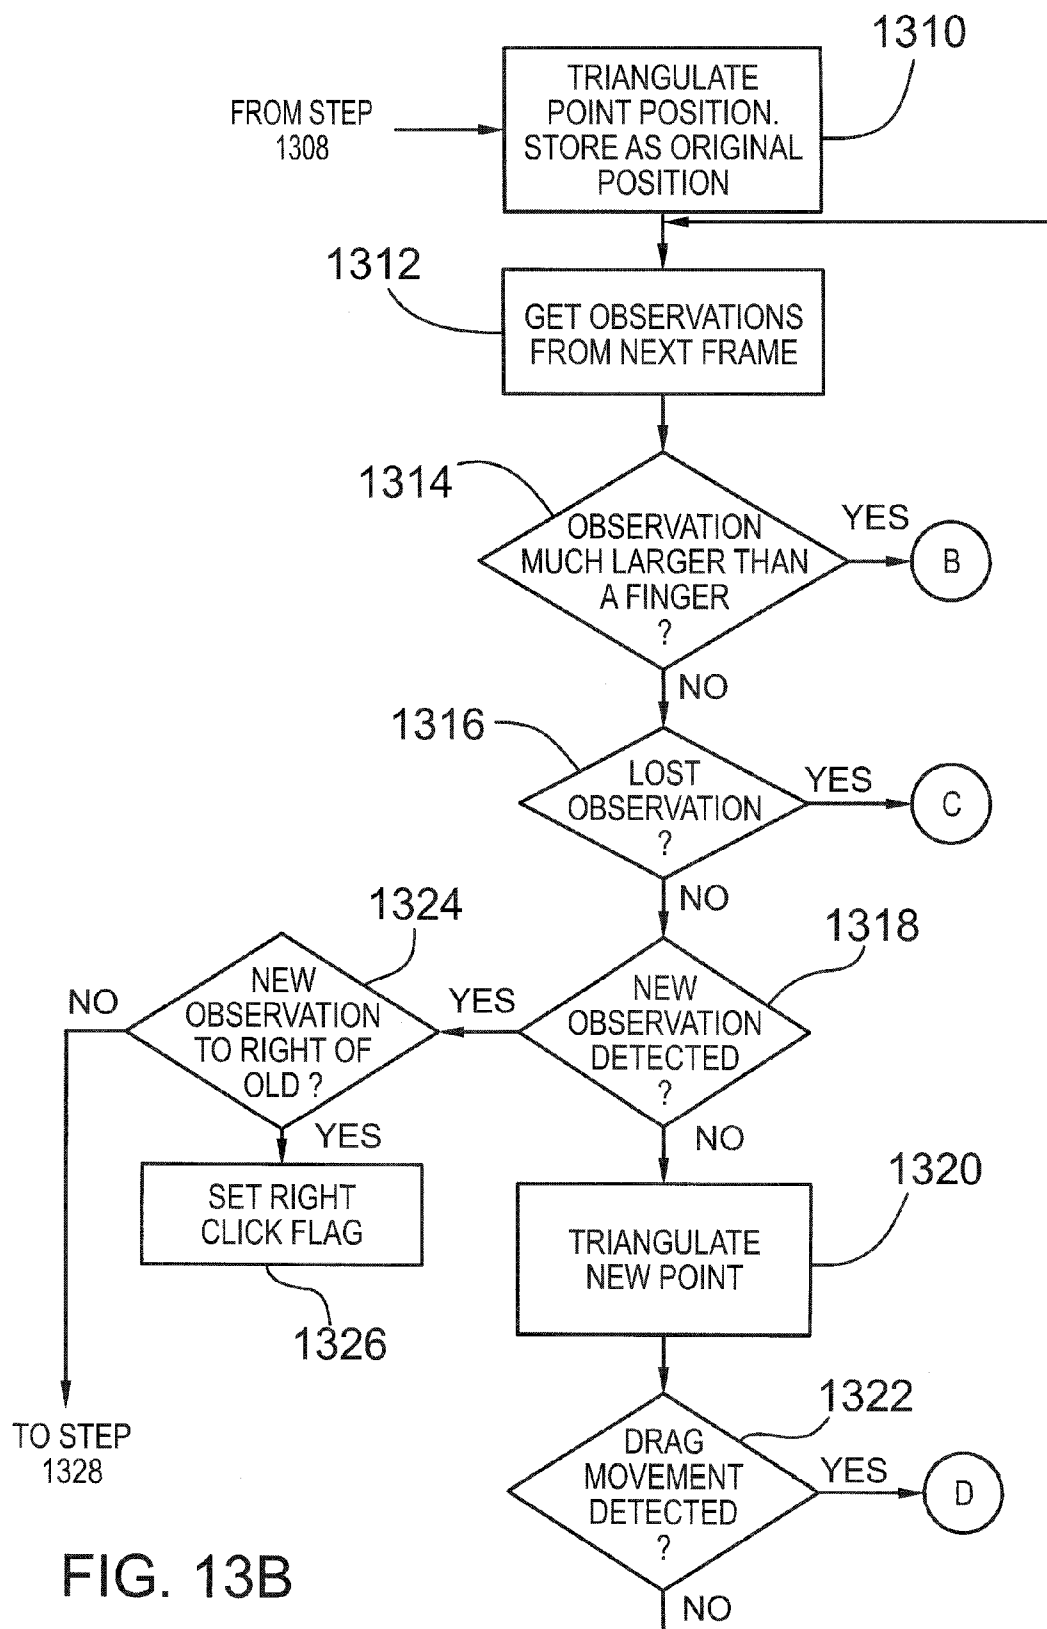 1310
TRIANGULATE
POINT POSITION.
STORE AS ORIGINAL
POSITION
FROM STEP
1308
1312
GET OBSERVATIONS
FROM NEXT FRAME
1314
OBSERVATION
MUCH LARGER THAN
A FINGER
?
YES
B
NO
1316
LOST
OBSERVATION
?
YES
C
NO
1318
NEW
OBSERVATION
DETECTED
?
YES
1324
NEW
OBSERVATION
TO RIGHT OF
OLD ?
NO
YES
SET RIGHT
CLICK FLAG
1326
TO STEP
1328
NO
1320
TRIANGULATE
NEW POINT
1322
DRAG
MOVEMENT
DETECTED
?
YES
D
NO
FIG. 13B